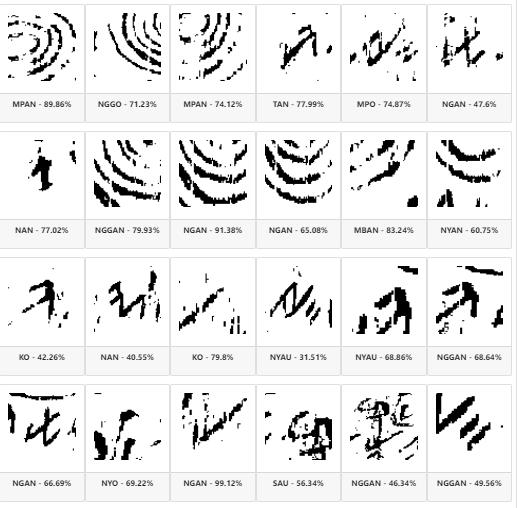 MPAN - 89.86% NGGO - 71.23% MPAN - 74.12% TAN - 77.99% MPO - 74.87% NGAN - 47.6%
NAN - 77.02% NGGAN - 79.93% NGAN - 91.38% NGAN - 65.08% MBAN - 83.24% NYAN - 60.75%
KO - 42.26% NAN - 40.55% KO - 79.8% NYAU - 31.51% NYAU - 68.86% NGGAN - 68.64%
NGAN - 66.69% NYO - 69.22% NGAN - 99.12% SAU - 56.34% NGGAN - 46.34% NGGAN - 49.56%